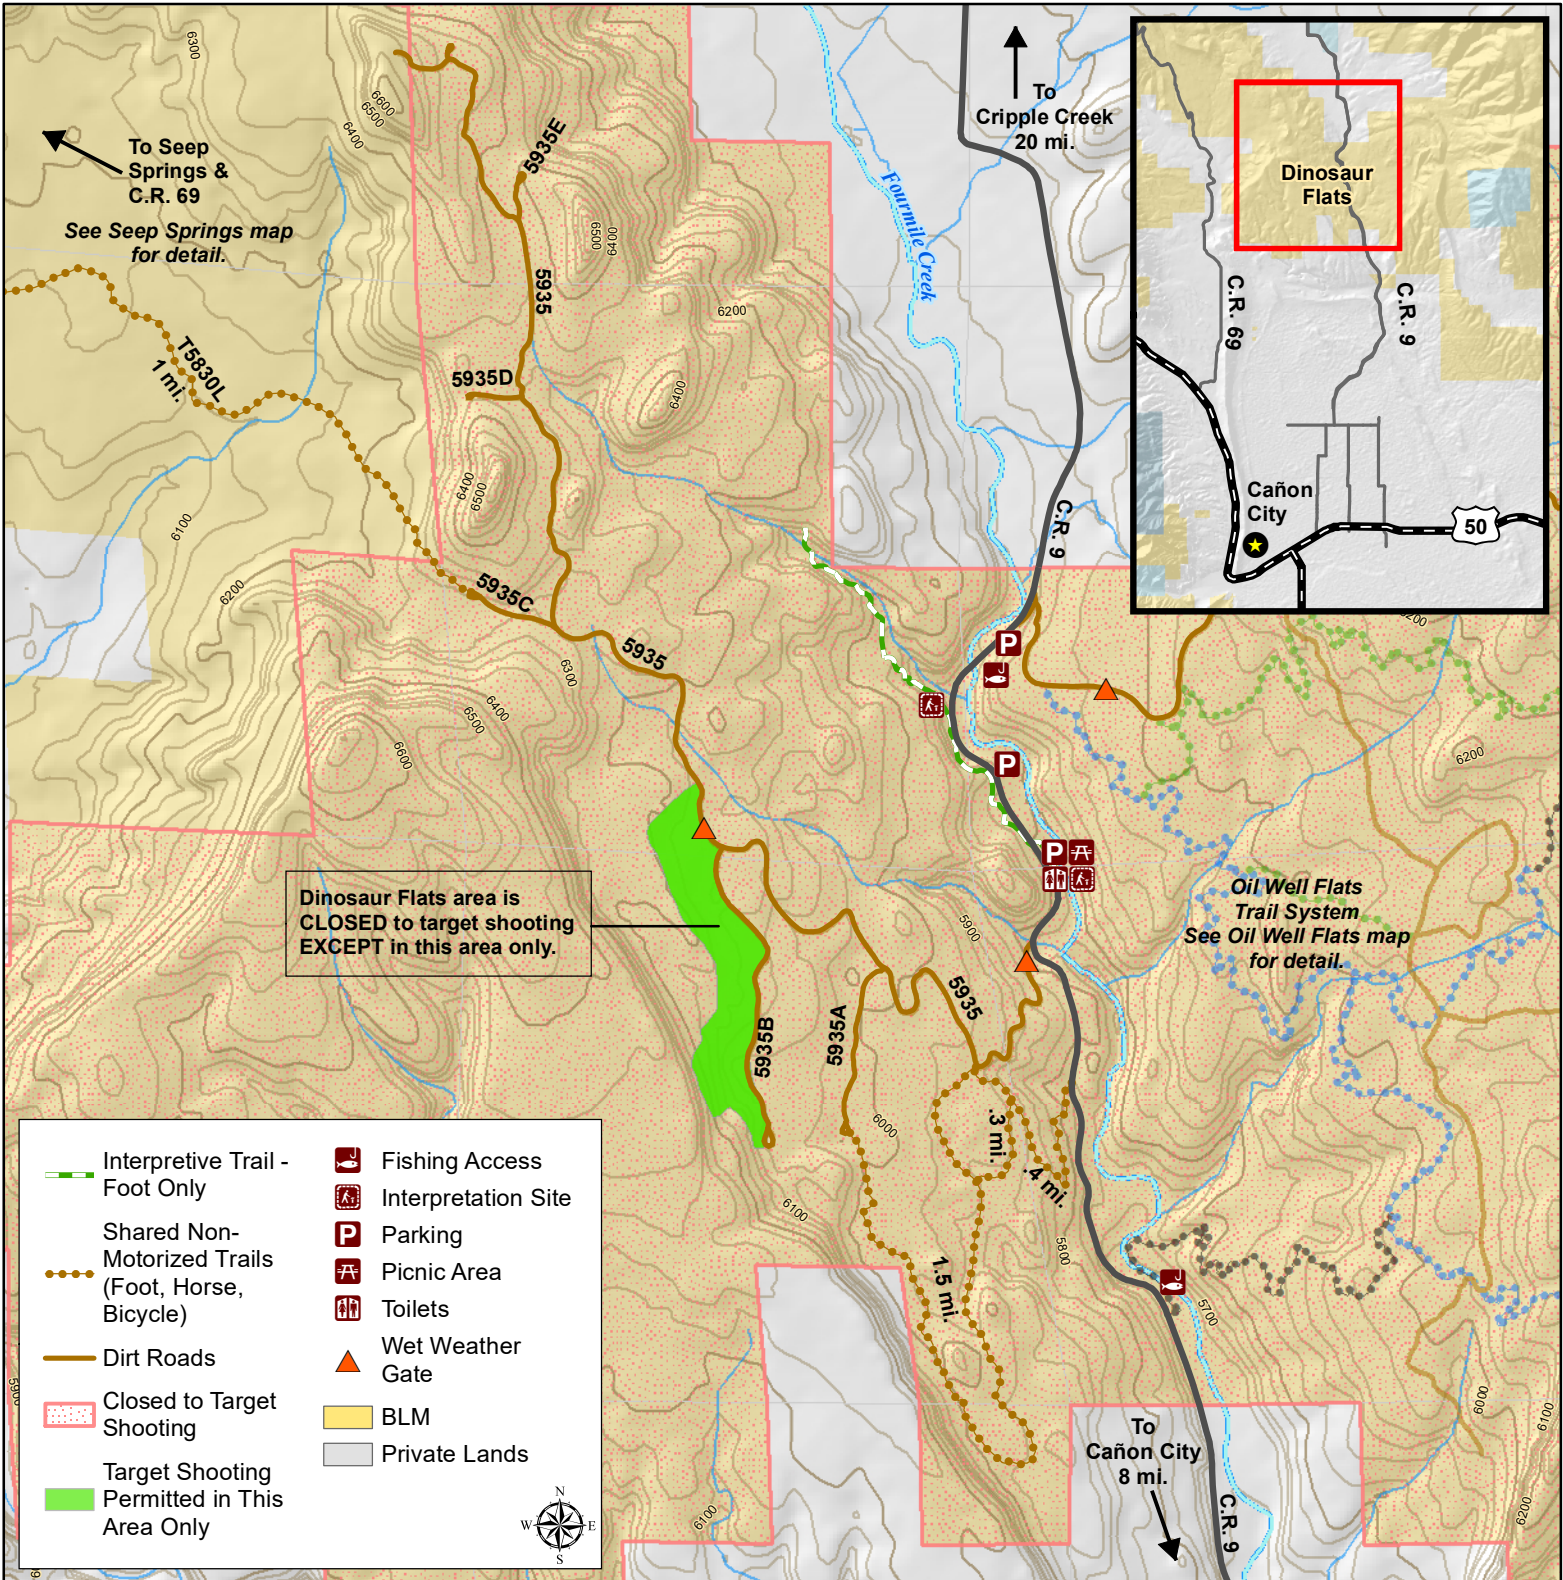 To Seep
Springs &
C.R. 69
See Seep Springs map
for detail.
To
Cripple Creek
20 mi.
Fourmile Creek
Dinosaur
Flats
C.R. 69
C.R. 9
Cañon
City
50
6300
6600
6500
6400
5935E
6500
6400
5935
6200
T5830L
1 mi.
5935D
6400
6400
6500
6100
C.R. 9
6200
5935C
5935
6200
P
6300
6400
6500
6600
P
6200
P
Dinosaur Flats area is
CLOSED to target shooting
EXCEPT in this area only.
Oil Well Flats
Trail System
See Oil Well Flats map
for detail.
5900
5935
5935A
5935B
6000
.3 mi.
.4 mi.
6100
5800
1.5 mi.
5700
5900
6000
6100
6200
6100
To
Cañon City
8 mi.
C.R. 9
Interpretive Trail -
Foot Only
Shared Non-
Motorized Trails
(Foot, Horse,
Bicycle)
Dirt Roads
Closed to Target
Shooting
Target Shooting
Permitted in This
Area Only
Fishing Access
Interpretation Site
P
Parking
Picnic Area
Toilets
Wet Weather
Gate
BLM
Private Lands
N
W
E
S